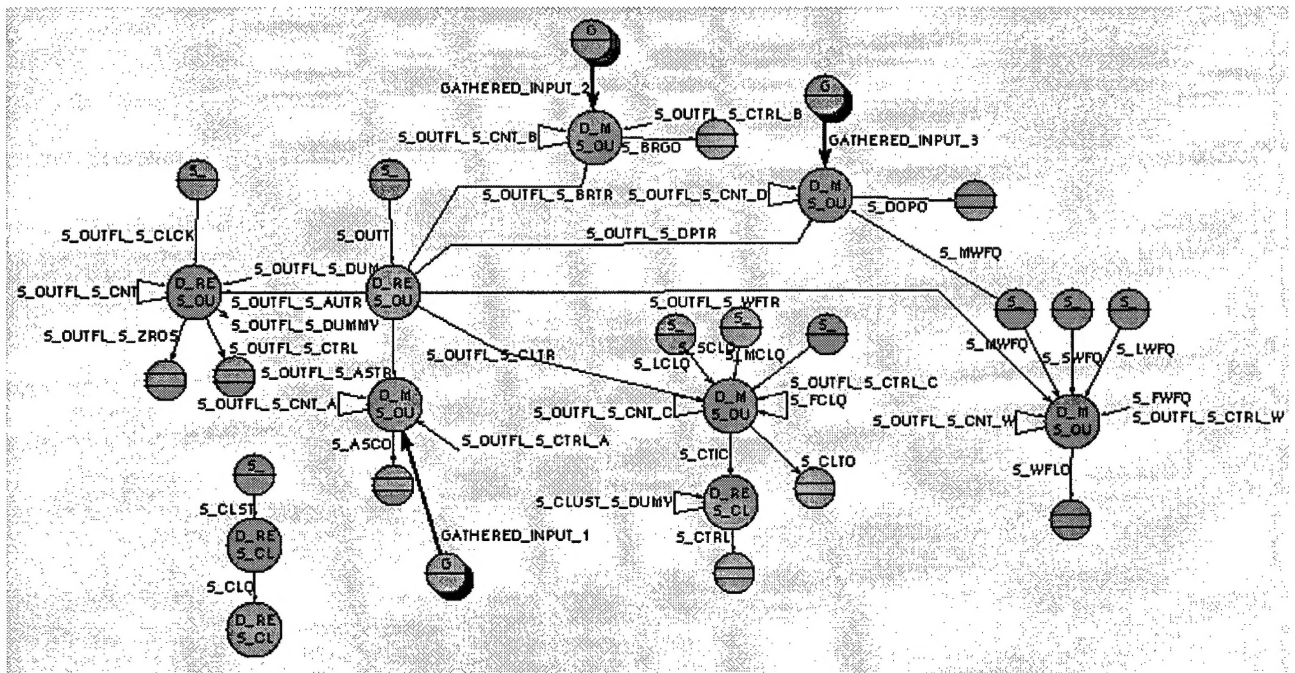 G
GATHERED_INPUT_2
G
S_OUTFL_S_CTRL_B
S_OUTFL_S_CNT_B
D_M
S_OU
S_BRGO
GATHERED_INPUT_3
S_
S_
S_OUTFL_S_BRTR
S_OUTFL_S_CNT_D
D_M
S_OU
S_DOPO
S_OUTFL_S_CLCK
S_OUTT
S_OUTFL_S_DPTR
S_MWFQ
S_OUTFL_S_DUM
S_OUTFL_S_CNT
D_RE
S_OU
S_OUTFL_S_AUTR
D_RE
S_OU
S_OUTFL_S_WFTR
S_
S_
S_
S_OUTFL_S_DUMMY
S_OUTFL_S_ZROS
S_OUTFL_S_CTRL
S_OUTFL_S_CLTR
S_
S_
S_
S_LCLQ
S_SCLQ
S_MCLQ
S_MWFQ
S_SWFQ
S_LWFQ
S_OUTFL_S_ASTR
S_OUTFL_S_CNT_A
D_M
S_OU
S_OUTFL_S_CNT_C
D_M
S_OU
S_OUTFL_S_CTRL_C
S_FCLQ
S_OUTFL_S_CNT_W
D_M
S_OU
S_FWFQ
S_OUTFL_S_CTRL_W
S_ASCO
S_OUTFL_S_CTRL_A
S_CTIC
S_CLTO
S_WFLO
S_
S_CLST
S_CLUST_S_DUMY
D_RE
S_CL
D_RE
S_CL
GATHERED_INPUT_1
S_CTRL
G
S_CLQ
D_RE
S_CL